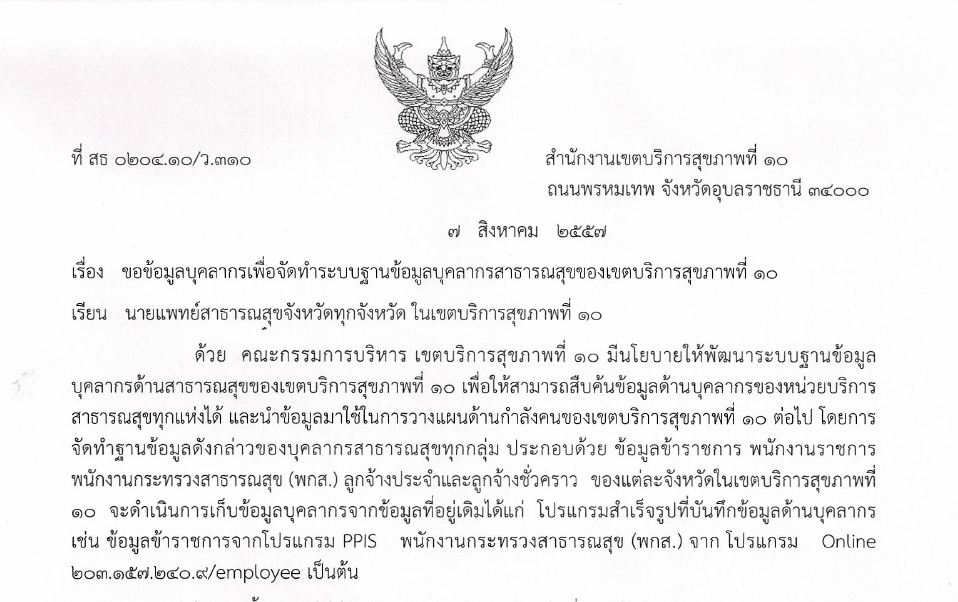 ที่ สธ ๐๒๐๔.๑๐/ว.๓๑๐
สำนักงานเขตบริการสุขภาพที่ ๑๐
ถนนพรหมเทพ จังหวัดอุบลราชธานี ๓๔๐๐๐
๗ สิงหาคม ๒๕๕๗
เรื่อง ขอข้อมูลบุคลากรเพื่อจัดทำระบบฐานข้อมูลบุคลากรสาธารณสุขของเขตบริการสุขภาพที่ ๑๐
เรียน นายแพทย์สาธารณสุขจังหวัดทุกจังหวัด ในเขตบริการสุขภาพที่ ๑๐
ด้วย คณะกรรมการบริหาร เขตบริการสุขภาพที่ ๑๐ มีนโยบายให้พัฒนาระบบฐานข้อมูล
บุคลากรด้านสาธารณสุขของเขตบริการสุขภาพที่ ๑๐ เพื่อให้สามารถสืบค้นข้อมูลด้านบุคลากรของหน่วยบริการ
สาธารณสุขทุกแห่งได้ และนำข้อมูลมาใช้ในการวางแผนด้านกำลังคนของเขตบริการสุขภาพที่ ๑๐ ต่อไป โดยการ
จัดทำฐานข้อมูลดังกล่าวของบุคลากรสาธารณสุขทุกกลุ่ม ประกอบด้วย ข้อมูลข้าราชการ พนักงานราชการ
พนักงานกระทรวงสาธารณสุข (พกส.) ลูกจ้างประจำและลูกจ้างชั่วคราว ของแต่ละจังหวัดในเขตบริการสุขภาพที่
๑๐ จะดำเนินการเก็บข้อมูลบุคลากรจากข้อมูลที่อยู่เดิมได้แก่ โปรแกรมสำเร็จรูปที่บันทึกข้อมูลด้านบุคลากร
เช่น ข้อมูลข้าราชการจากโปรแกรม PPIS พนักงานกระทรวงสาธารณสุข (พกส.) จาก โปรแกรม Online
๒๐๓.๑๕๗.๒๔๐.๙/employee เป็นต้น